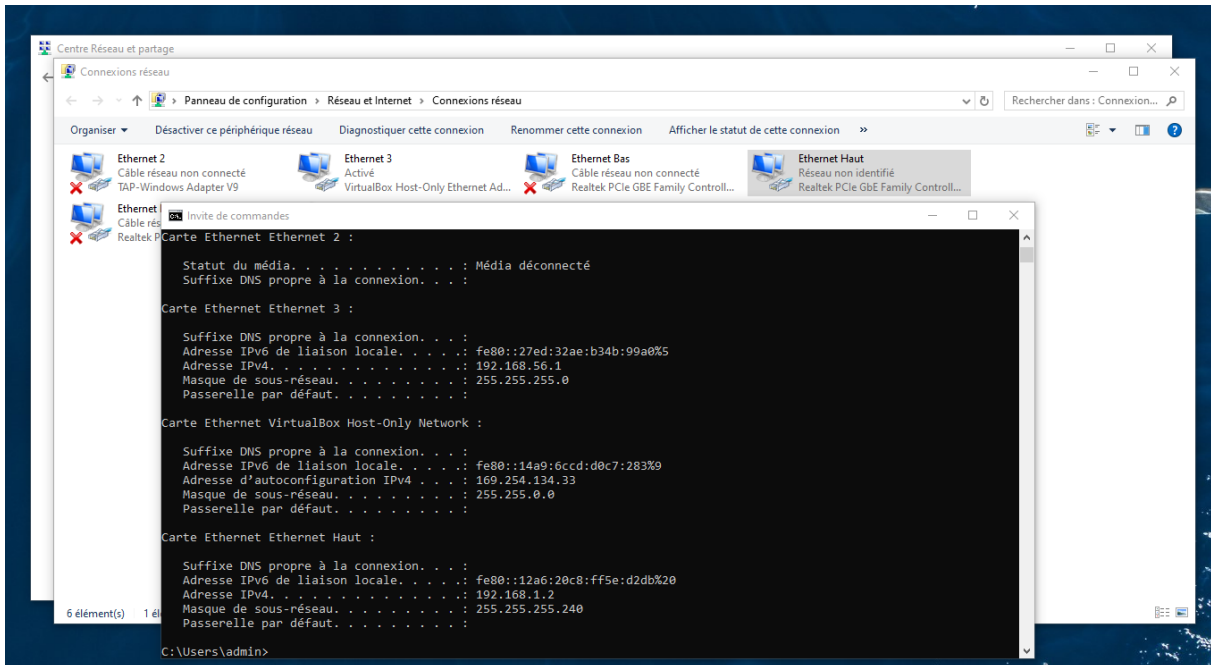 Centre Réseau et partage
Connexions réseau
Panneau de configuration > Réseau et Internet > Connexions réseau
Rechercher dans : Connexion...
Organiser
Désactiver ce périphérique réseau
Diagnostiquer cette connexion
Renommer cette connexion
Afficher le statut de cette connexion
»
Ethernet 2
Câble réseau non connecté
TAP-Windows Adapter V9
Ethernet 3
Activé
VirtualBox Host-Only Ethernet Ad...
Ethernet Bas
Câble réseau non connecté
Realtek PCIe GBE Family Controll...
Ethernet Haut
Réseau non identifié
Realtek PCIe GbE Family Controll...
Ethernet
Câble rés
Realtek P
Invite de commandes
Carte Ethernet Ethernet 2 :
Statut du média. . . . . . . . . . . . : Média déconnecté
Suffixe DNS propre à la connexion. . . :
Carte Ethernet Ethernet 3 :
Suffixe DNS propre à la connexion. . . :
Adresse IPv6 de liaison locale. . . . .: fe80::27ed:32ae:b34b:99a0%5
Adresse IPv4. . . . . . . . . . . . . .: 192.168.56.1
Masque de sous-réseau. . . . . . . . . : 255.255.255.0
Passerelle par défaut. . . . . . . . . :
Carte Ethernet VirtualBox Host-Only Network :
Suffixe DNS propre à la connexion. . . :
Adresse IPv6 de liaison locale. . . . .: fe80::14a9:6ccd:d0c7:283%9
Adresse d'autoconfiguration IPv4 . . . : 169.254.134.33
Masque de sous-réseau. . . . . . . . . : 255.255.0.0
Passerelle par défaut. . . . . . . . . :
Carte Ethernet Ethernet Haut :
Suffixe DNS propre à la connexion. . . :
Adresse IPv6 de liaison locale. . . . .: fe80::12a6:20c8:ff5e:d2db%20
Adresse IPv4. . . . . . . . . . . . . .: 192.168.1.2
Masque de sous-réseau. . . . . . . . . : 255.255.255.240
Passerelle par défaut. . . . . . . . . :
C:\Users\admin>
6 élément(s)
1 él